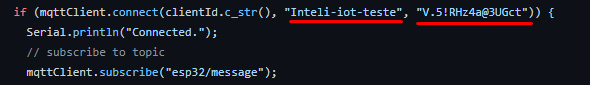 if (mqttClient.connect(clientId.c_str(), "Inteli-iot-teste", "V.5!RHz4a@3UGct")) {
Serial.println("Connected.");
// subscribe to topic
mqttClient.subscribe("esp32/message");